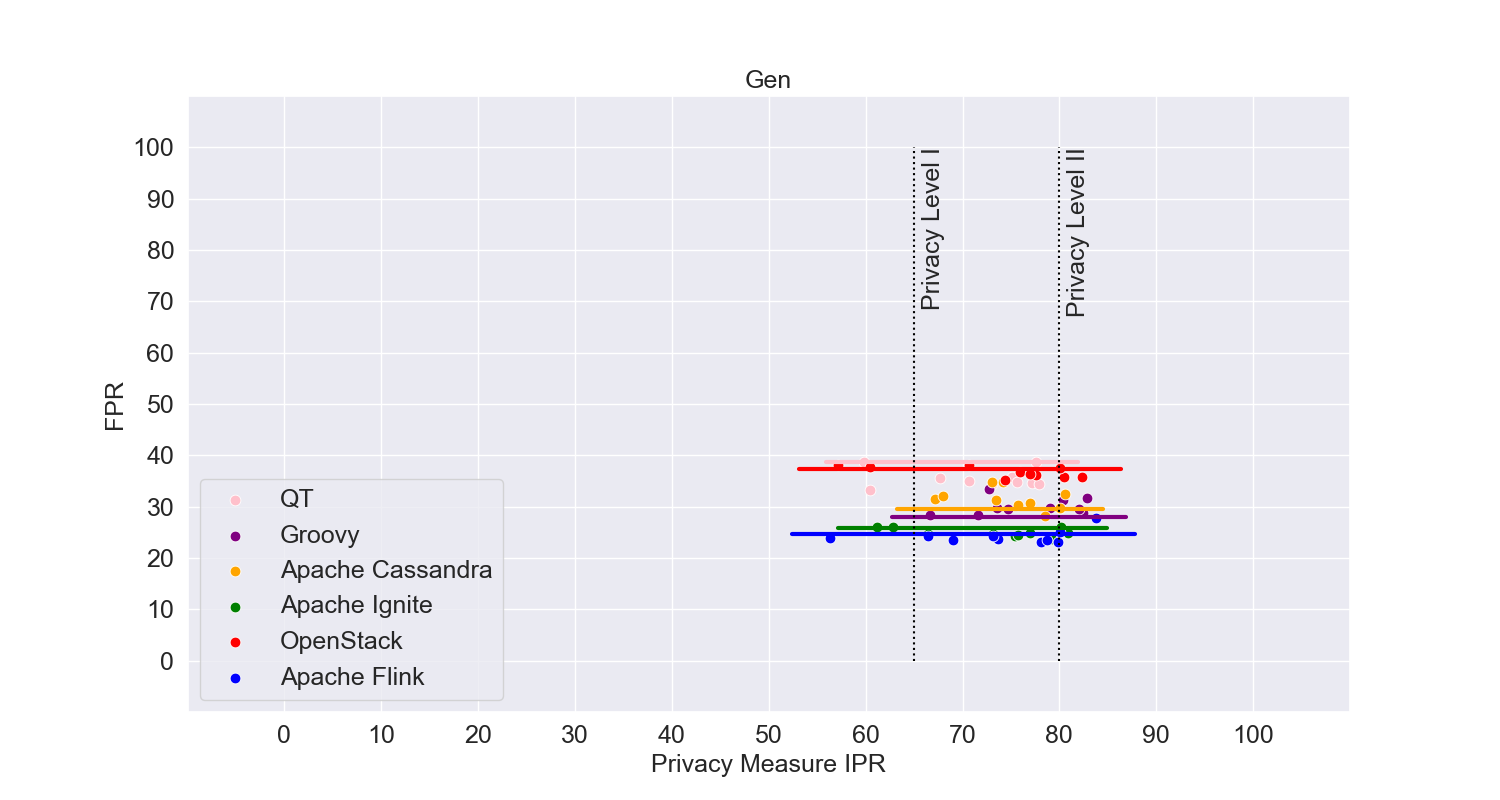 Gen
Privacy Level I
Privacy Level II
100
90
80
70
60
50
40
30
20
10
0
FPR
QT
Groovy
Apache Cassandra
Apache Ignite
OpenStack
Apache Flink
0 10 20 30 40 50 60 70 80 90 100
Privacy Measure IPR